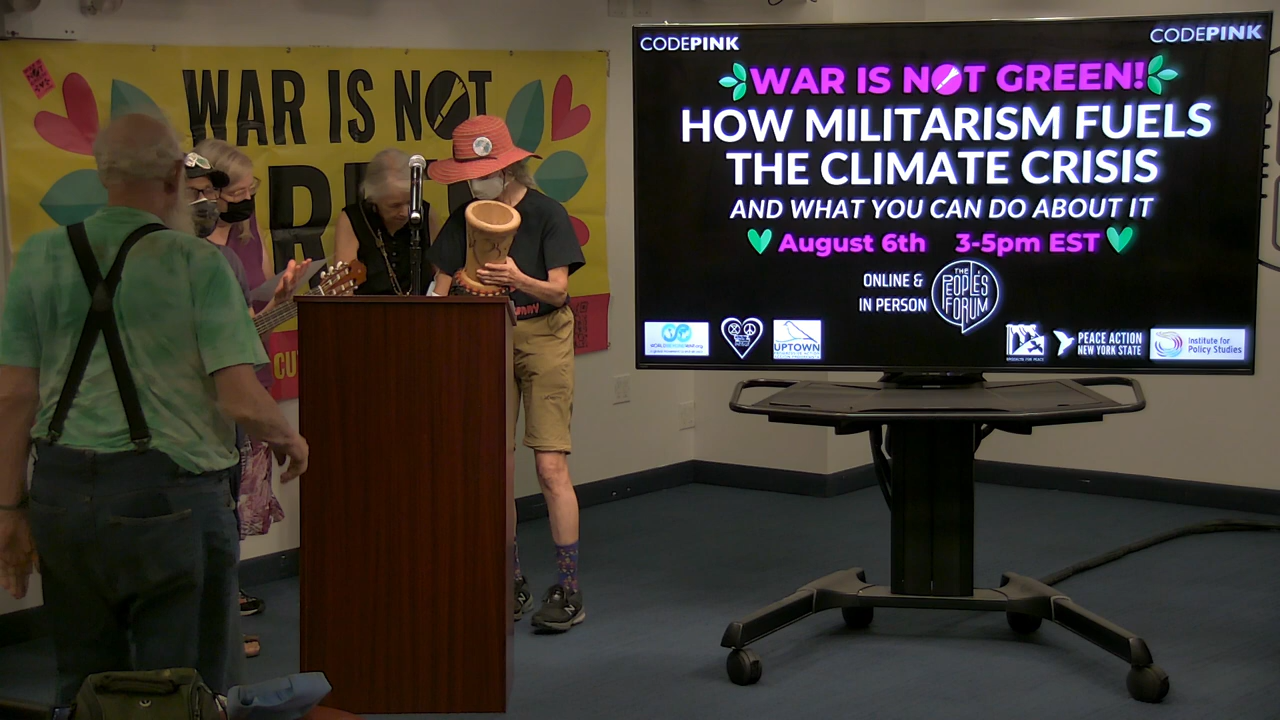 WAR IS NOT
CU
CODEPINK
CODEPINK
WAR IS NOT GREEN!
HOW MILITARISM FUELS
THE CLIMATE CRISIS
AND WHAT YOU CAN DO ABOUT IT
August 6th 3-5pm EST
ONLINE &
IN PERSON
THE
PEOPLE'S
FORUM
UPTOWN
PEACE ACTION
NEW YORK STATE
Institute for
Policy Studies